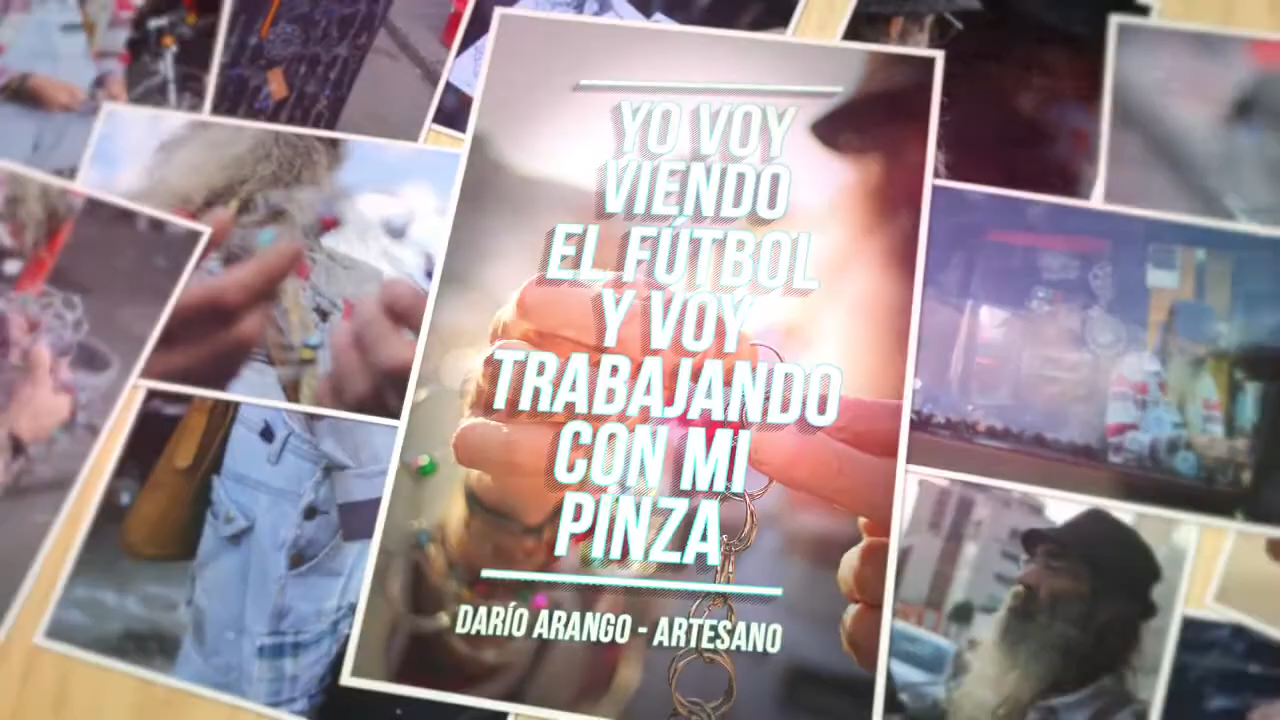 YO VOY
VIENDO
EL FÚTBOL
Y VOY
TRABAJANDO
CON MI
PINZA
DARÍO ARANGO - ARTESANO